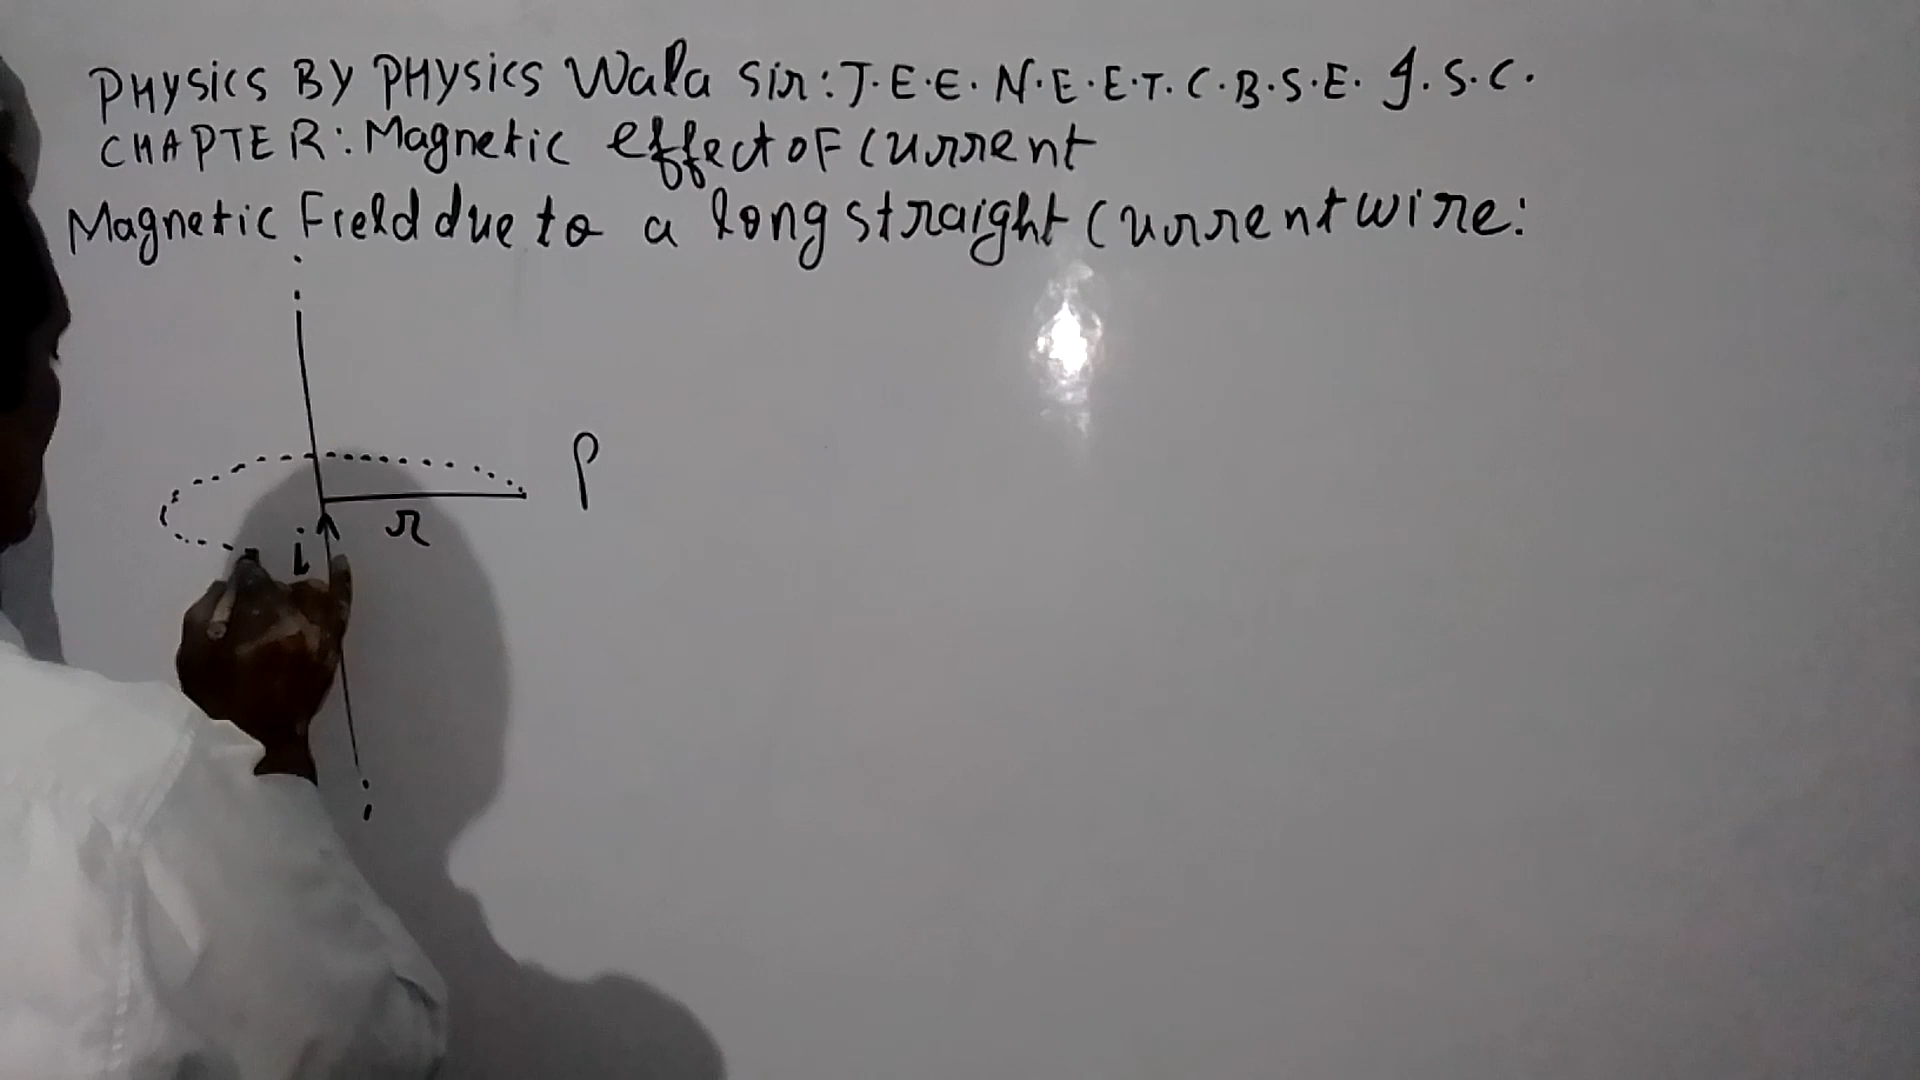 PHYSICS BY PHYSICS Wala Sir: J.E.E. N.E.E.T. C.B.S.E. I.S.C.
CHAPTER: Magnetic effect OF Current
Magnetic Field due to a long straight Current wire:
P
r
i